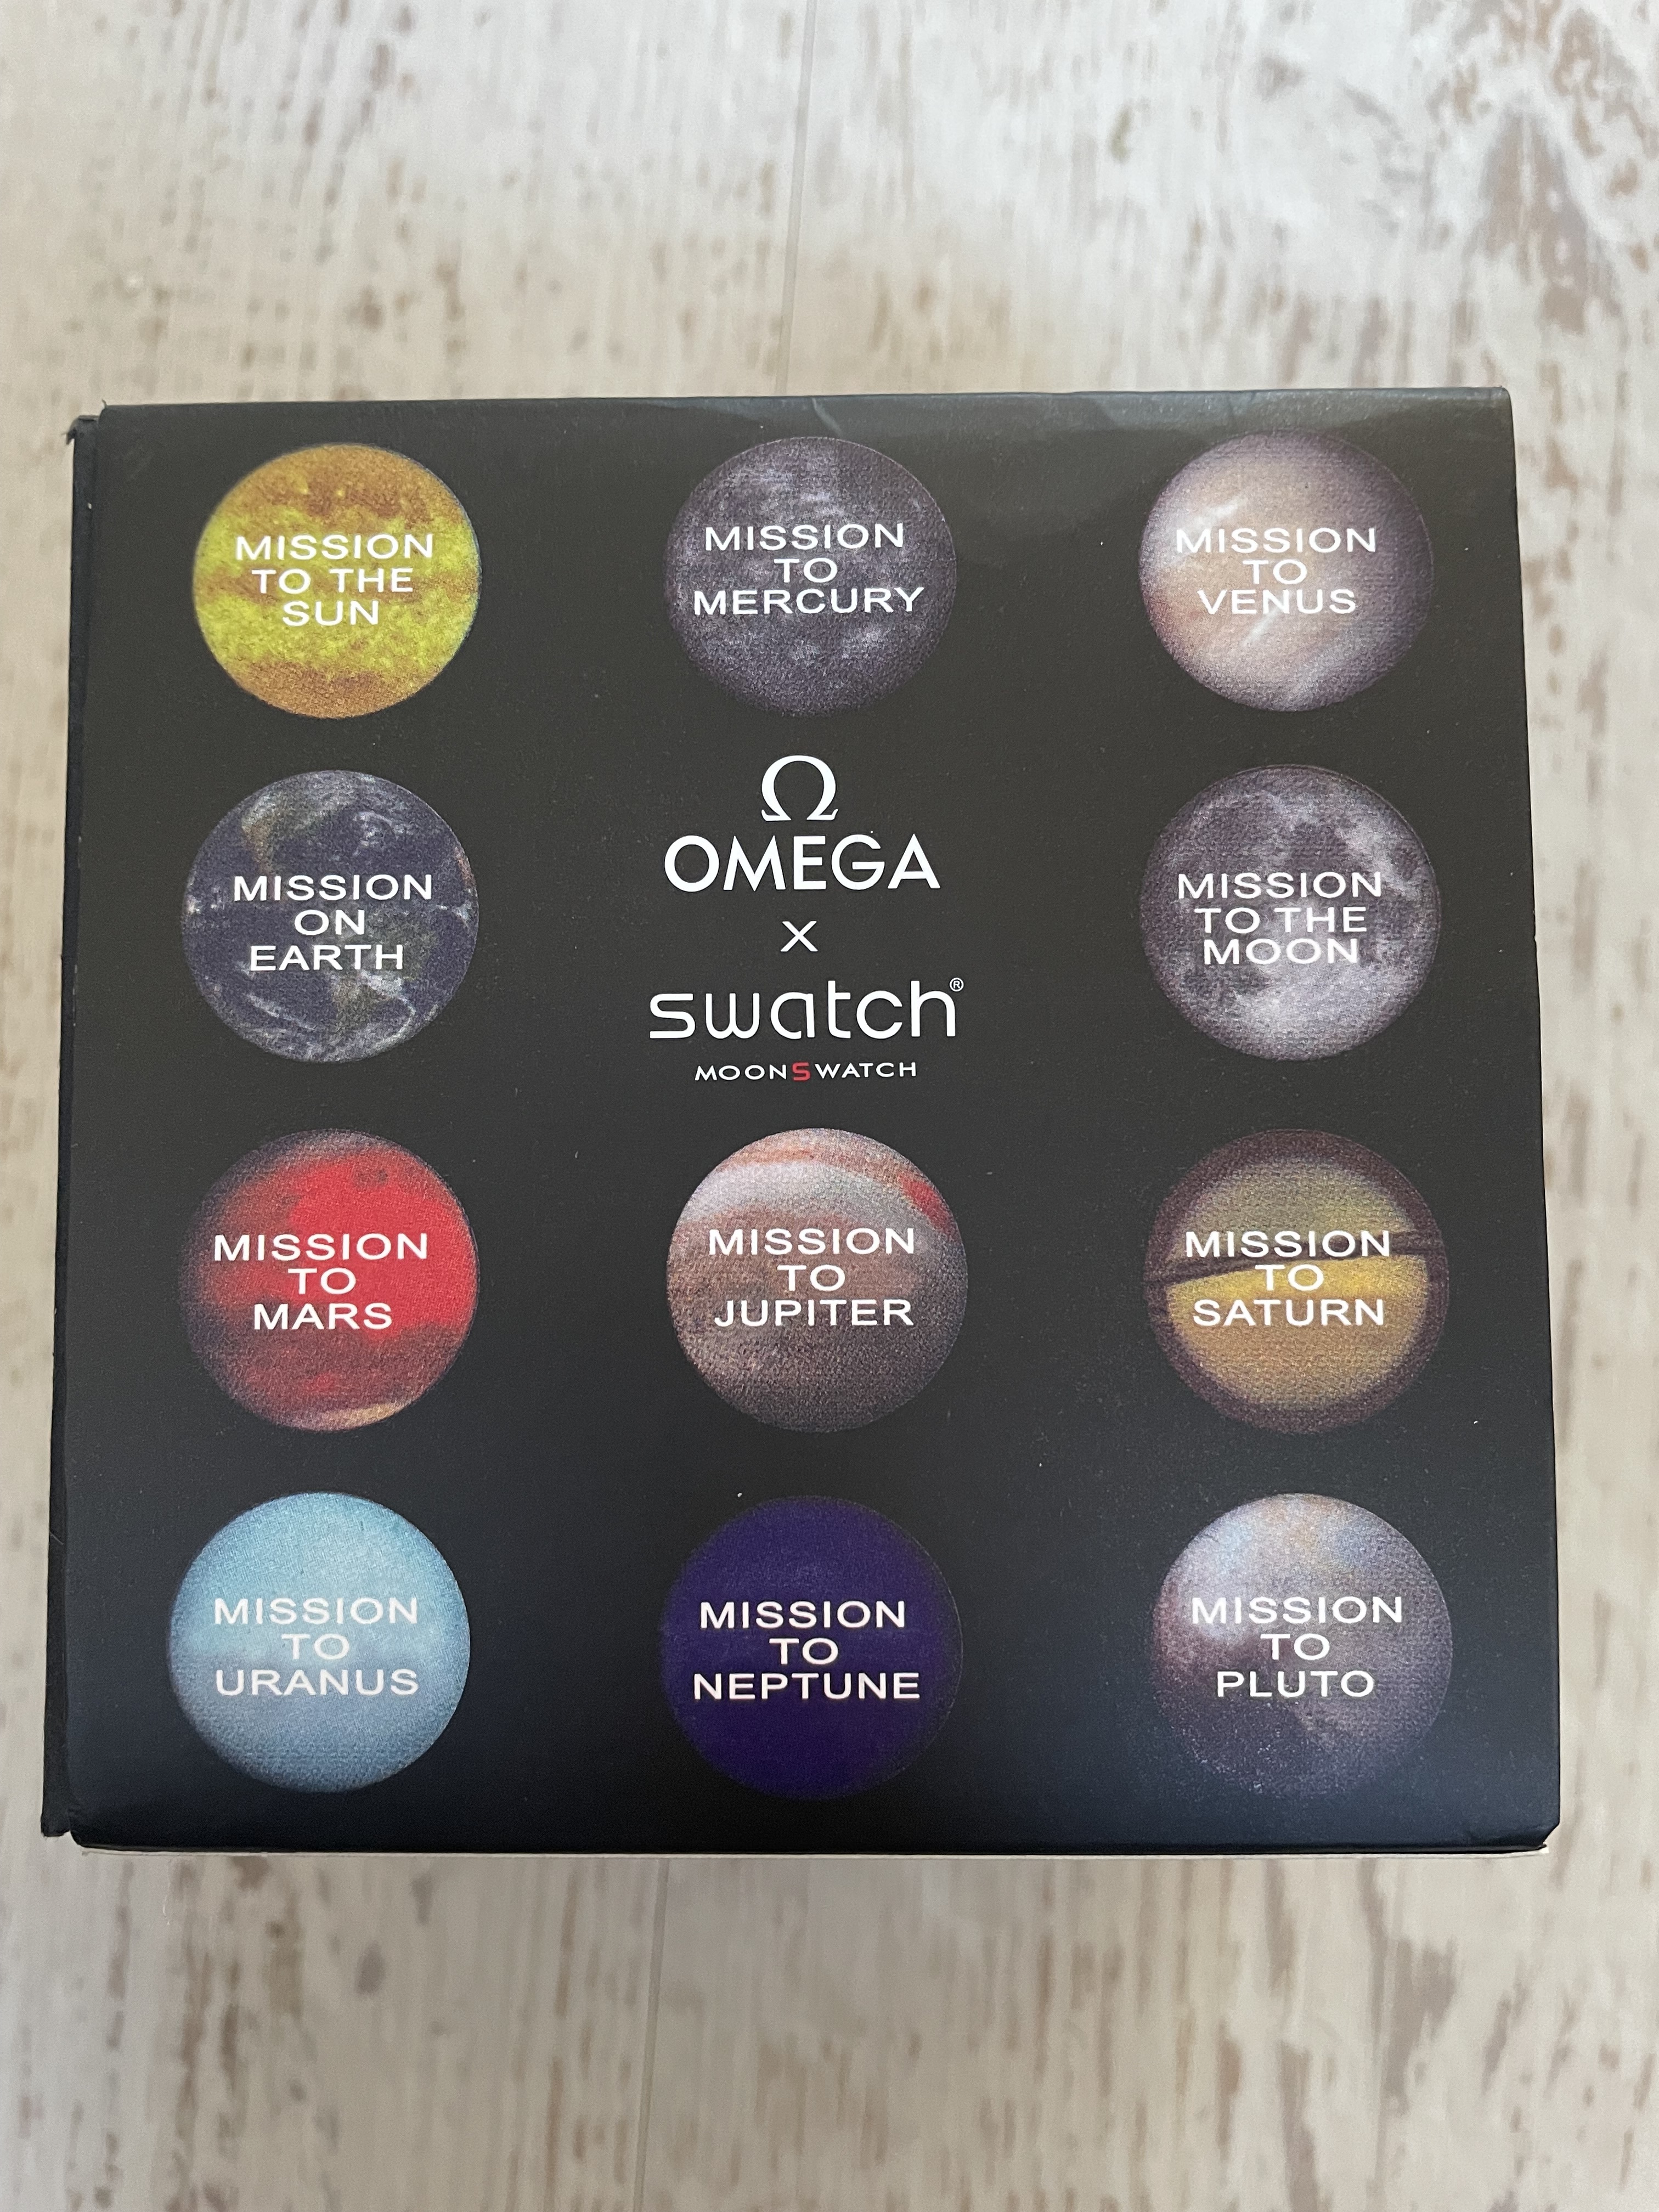 MISSION
TO THE
SUN
MISSION
TO
MERCURY
MISSION
TO
VENUS
MISSION
ON
EARTH
Ω
OMEGA
x
swatch®
MOONSWATCH
MISSION
TO THE
MOON
MISSION
TO
MARS
MISSION
TO
JUPITER
MISSION
TO
SATURN
MISSION
TO
URANUS
MISSION
TO
NEPTUNE
MISSION
TO
PLUTO